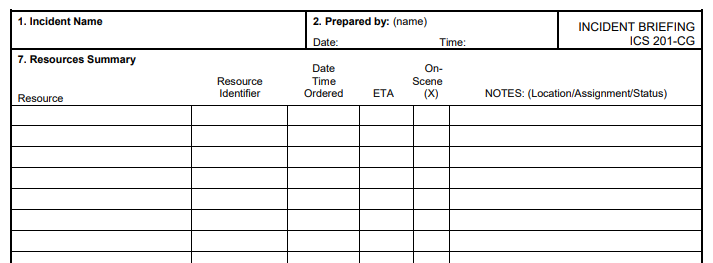 1. Incident Name
2. Prepared by: (name)
Date: Time:
INCIDENT BRIEFING
ICS 201-CG
7. Resources Summary
Resource
Resource
Identifier
Date
Time
Ordered
ETA
On-
Scene
(X)
NOTES: (Location/Assignment/Status)